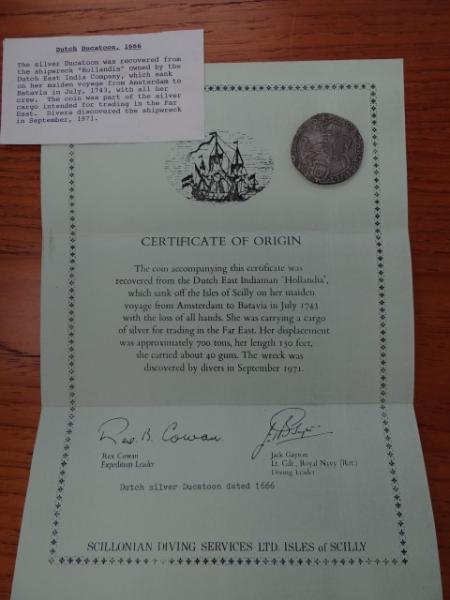 Dutch Ducatoon, 1666
The silver Ducatoon was recovered from
the shipwreck "Hollandia" owned by the
Dutch East India Company, which sank
on her maiden voyage from Amsterdam to
Batavia in July, 1743, with all her
crew. The coin was part of the silver
cargo intended for trading in the Far
East. Divers discovered the shipwreck
in September, 1971.
CERTIFICATE OF ORIGIN
The coin accompanying this certificate was
recovered from the Dutch East Indiaman 'Hollandia',
which sank off the Isles of Scilly on her maiden
voyage from Amsterdam to Batavia in July 1743
with the loss of all hands. She was carrying a cargo
of silver for trading in the Far East. Her displacement
was approximately 700 tons, her length 150 feet,
she carried about 40 guns. The wreck was
discovered by divers in September 1971.
Rex B. Cowan
Rex Cowan
Expedition Leader
Jack Gayton
Lt. Cdr., Royal Navy (Ret.)
Diving Leader
Dutch silver Ducatoon dated 1666
SCILLONIAN DIVING SERVICES LTD. ISLES of SCILLY